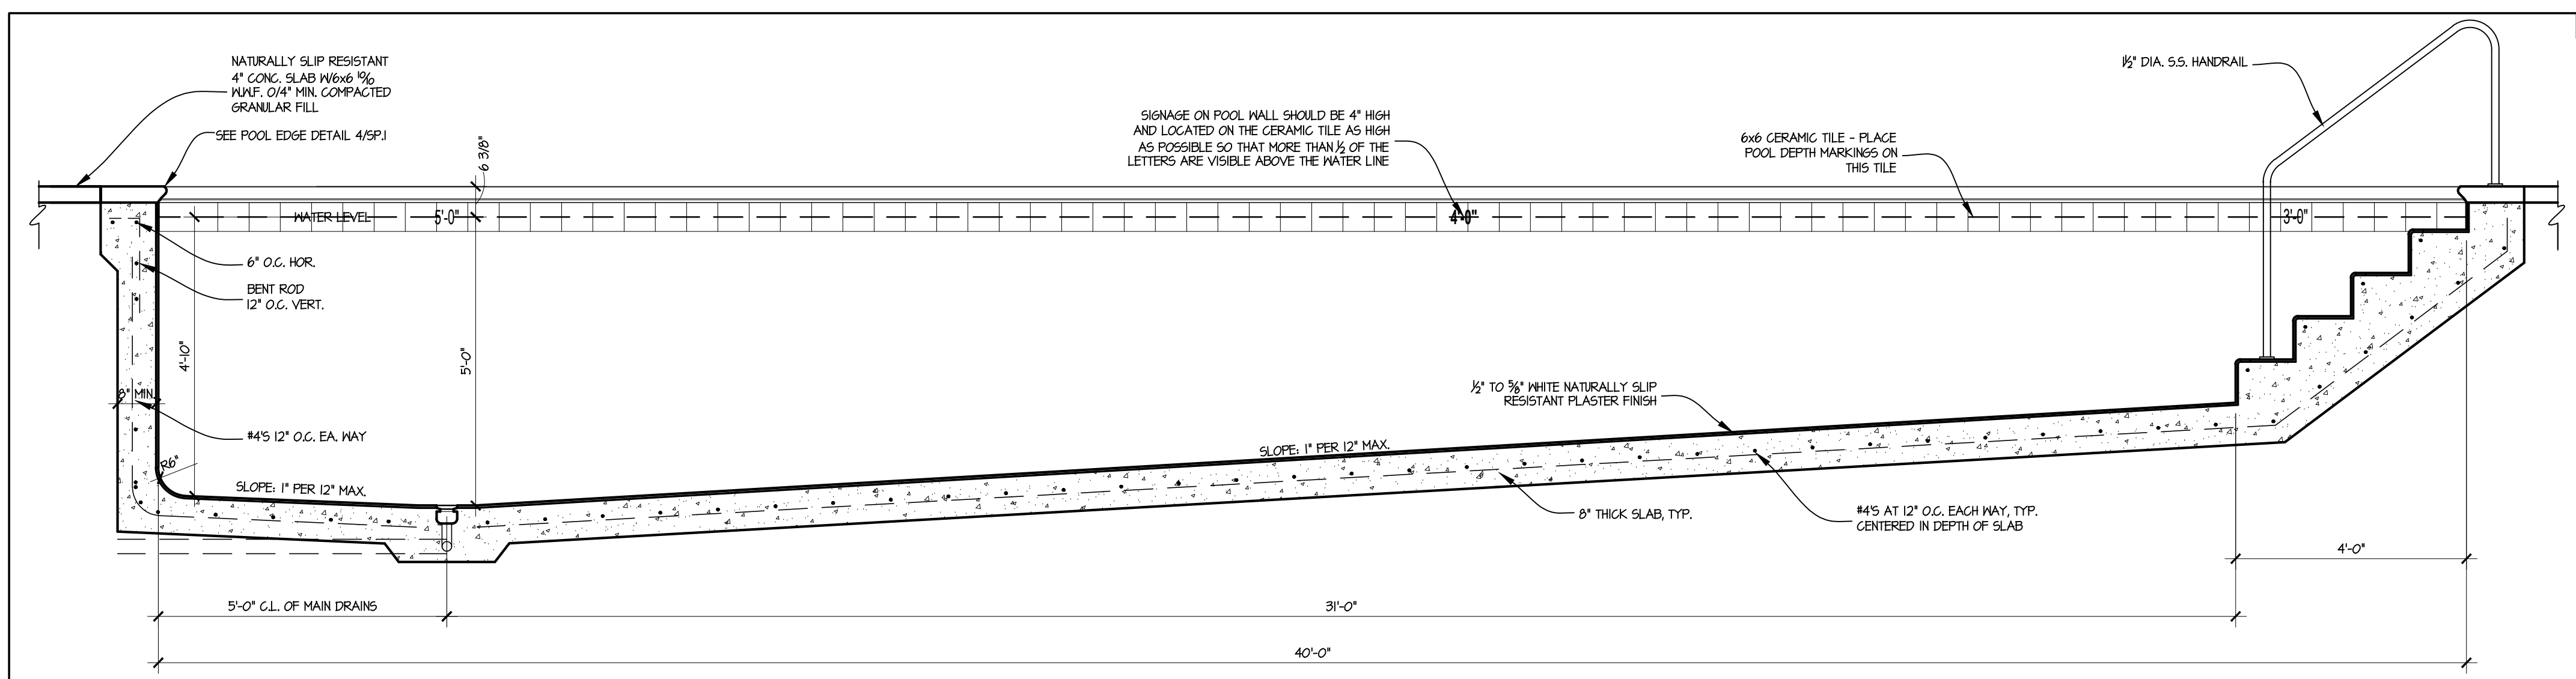 NATURALLY SLIP RESISTANT
4" CONC. SLAB W/6x6 10/10
W.W.F. O/4" MIN. COMPACTED
GRANULAR FILL
SEE POOL EDGE DETAIL 4/SP.1
6 3/8"
SIGNAGE ON POOL WALL SHOULD BE 4" HIGH
AND LOCATED ON THE CERAMIC TILE AS HIGH
AS POSSIBLE SO THAT MORE THAN 1/2 OF THE
LETTERS ARE VISIBLE ABOVE THE WATER LINE
6x6 CERAMIC TILE - PLACE
POOL DEPTH MARKINGS ON
THIS TILE
1 1/2" DIA. S.S. HANDRAIL
WATER LEVEL
5'-0"
4'-0"
3'-0"
6" O.C. HOR.
BENT ROD
12" O.C. VERT.
4'-10"
5'-0"
8" MIN.
#4'S 12" O.C. EA. WAY
R6"
SLOPE: 1" PER 12" MAX.
SLOPE: 1" PER 12" MAX.
1/2" TO 5/8" WHITE NATURALLY SLIP
RESISTANT PLASTER FINISH
8" THICK SLAB, TYP.
#4'S AT 12" O.C. EACH WAY, TYP.
CENTERED IN DEPTH OF SLAB
4'-0"
5'-0" C.L. OF MAIN DRAINS
31'-0"
40'-0"